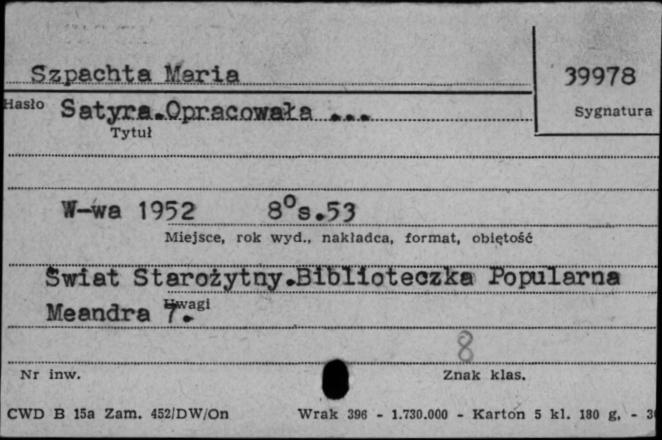 Szpachta Maria
39978
Hasło Satyra.Opracowała ...
Sygnatura
Tytuł
W-wa 1952 8°s.53
Miejsce, rok wyd., nakładca, format, objętość
Świat Starożytny.Biblioteczka Popularna
Uwagi
Meandra 7.
8
Nr inw.
Znak klas.
CWD B 15a Zam. 452/DW/On Wrak 396 - 1.730.000 - Karton 5 kl. 180 g, -